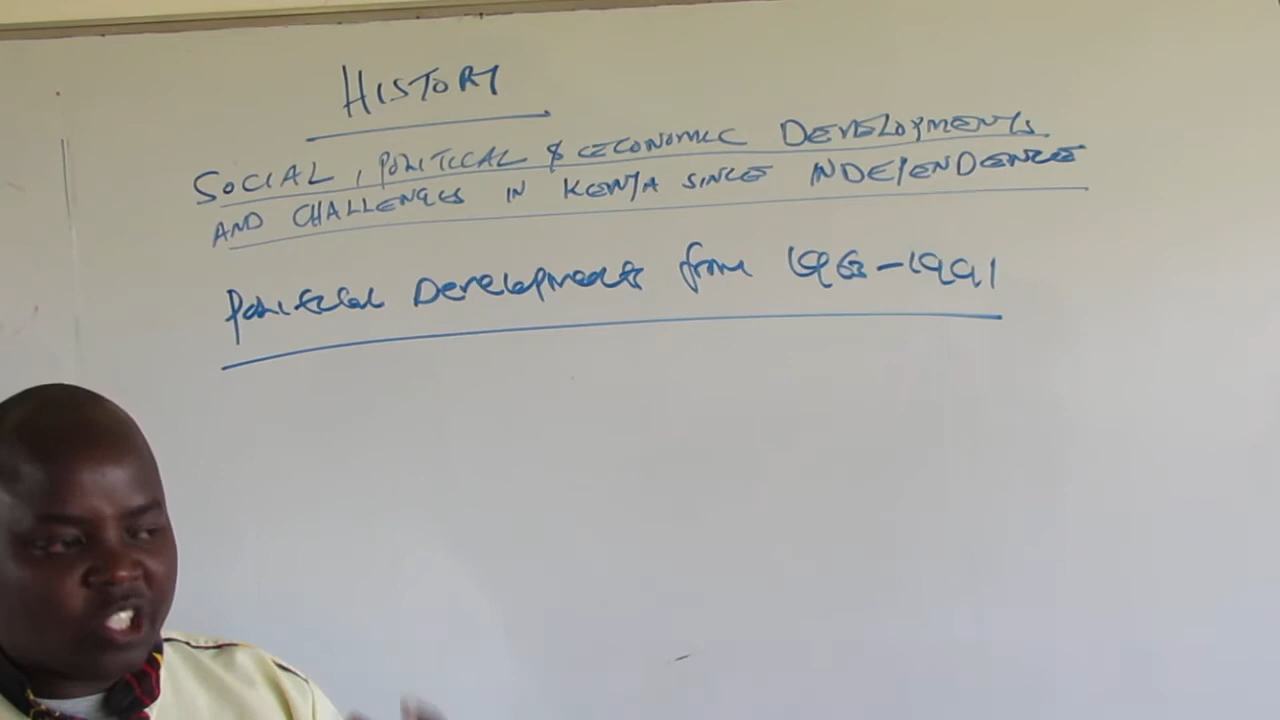 HISTORY
SOCIAL, POLITICAL & ECONOMIC DEVELOPMENTS
AND CHALLENGES IN KENYA SINCE INDEPENDENCE
Political Developments from 1963-1991